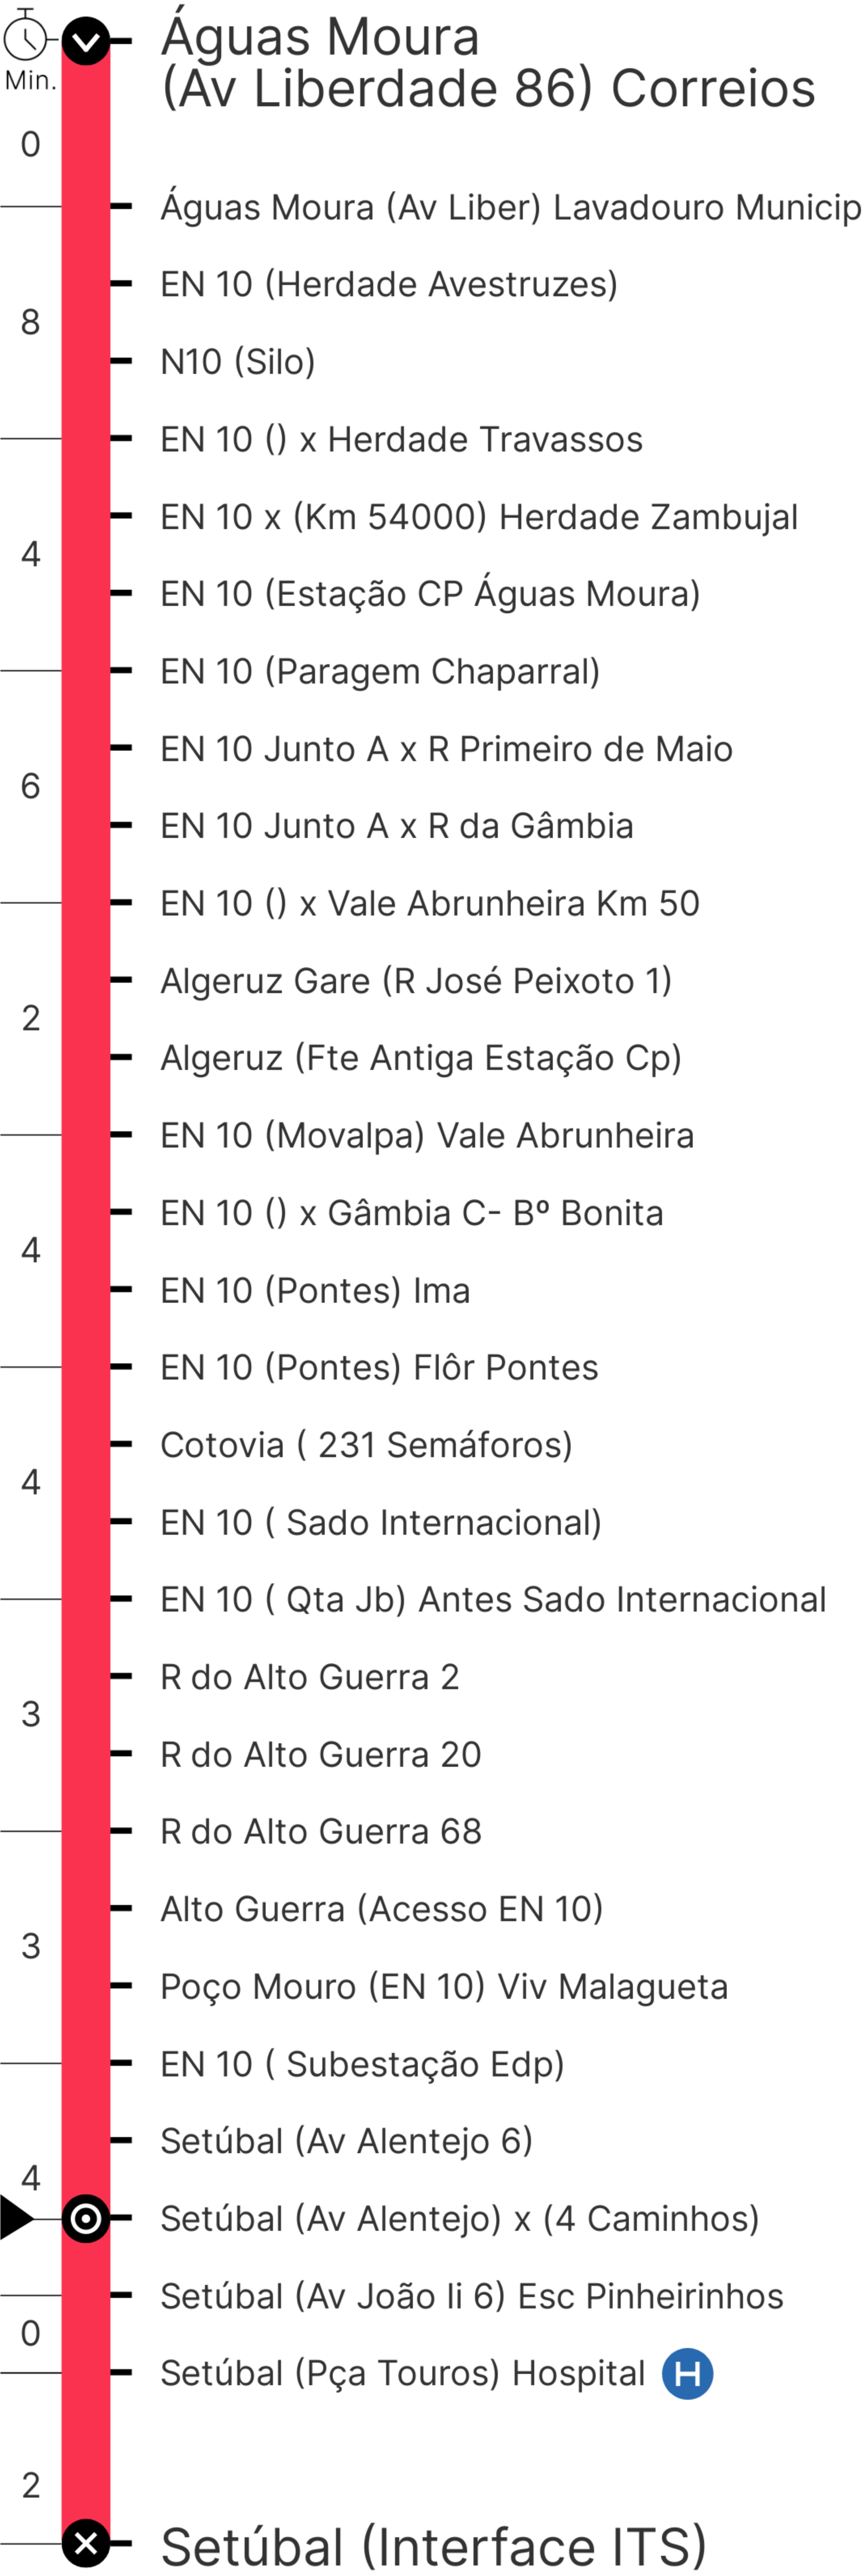 Águas Moura
(Av Liberdade 86) Correios
Min.
0
Águas Moura (Av Liber) Lavadouro Municip
EN 10 (Herdade Avestruzes)
8
N10 (Silo)
EN 10 () x Herdade Travassos
EN 10 x (Km 54000) Herdade Zambujal
4
EN 10 (Estação CP Águas Moura)
EN 10 (Paragem Chaparral)
EN 10 Junto A x R Primeiro de Maio
6
EN 10 Junto A x R da Gâmbia
EN 10 () x Vale Abrunheira Km 50
Algeruz Gare (R José Peixoto 1)
2
Algeruz (Fte Antiga Estação Cp)
EN 10 (Movalpa) Vale Abrunheira
EN 10 () x Gâmbia C- Bº Bonita
4
EN 10 (Pontes) Ima
EN 10 (Pontes) Flôr Pontes
Cotovia ( 231 Semáforos)
4
EN 10 ( Sado Internacional)
EN 10 ( Qta Jb) Antes Sado Internacional
R do Alto Guerra 2
3
R do Alto Guerra 20
R do Alto Guerra 68
Alto Guerra (Acesso EN 10)
3
Poço Mouro (EN 10) Viv Malagueta
EN 10 ( Subestação Edp)
Setúbal (Av Alentejo 6)
4
Setúbal (Av Alentejo) x (4 Caminhos)
Setúbal (Av João Ii 6) Esc Pinheirinhos
0
Setúbal (Pça Touros) Hospital H
2
Setúbal (Interface ITS)